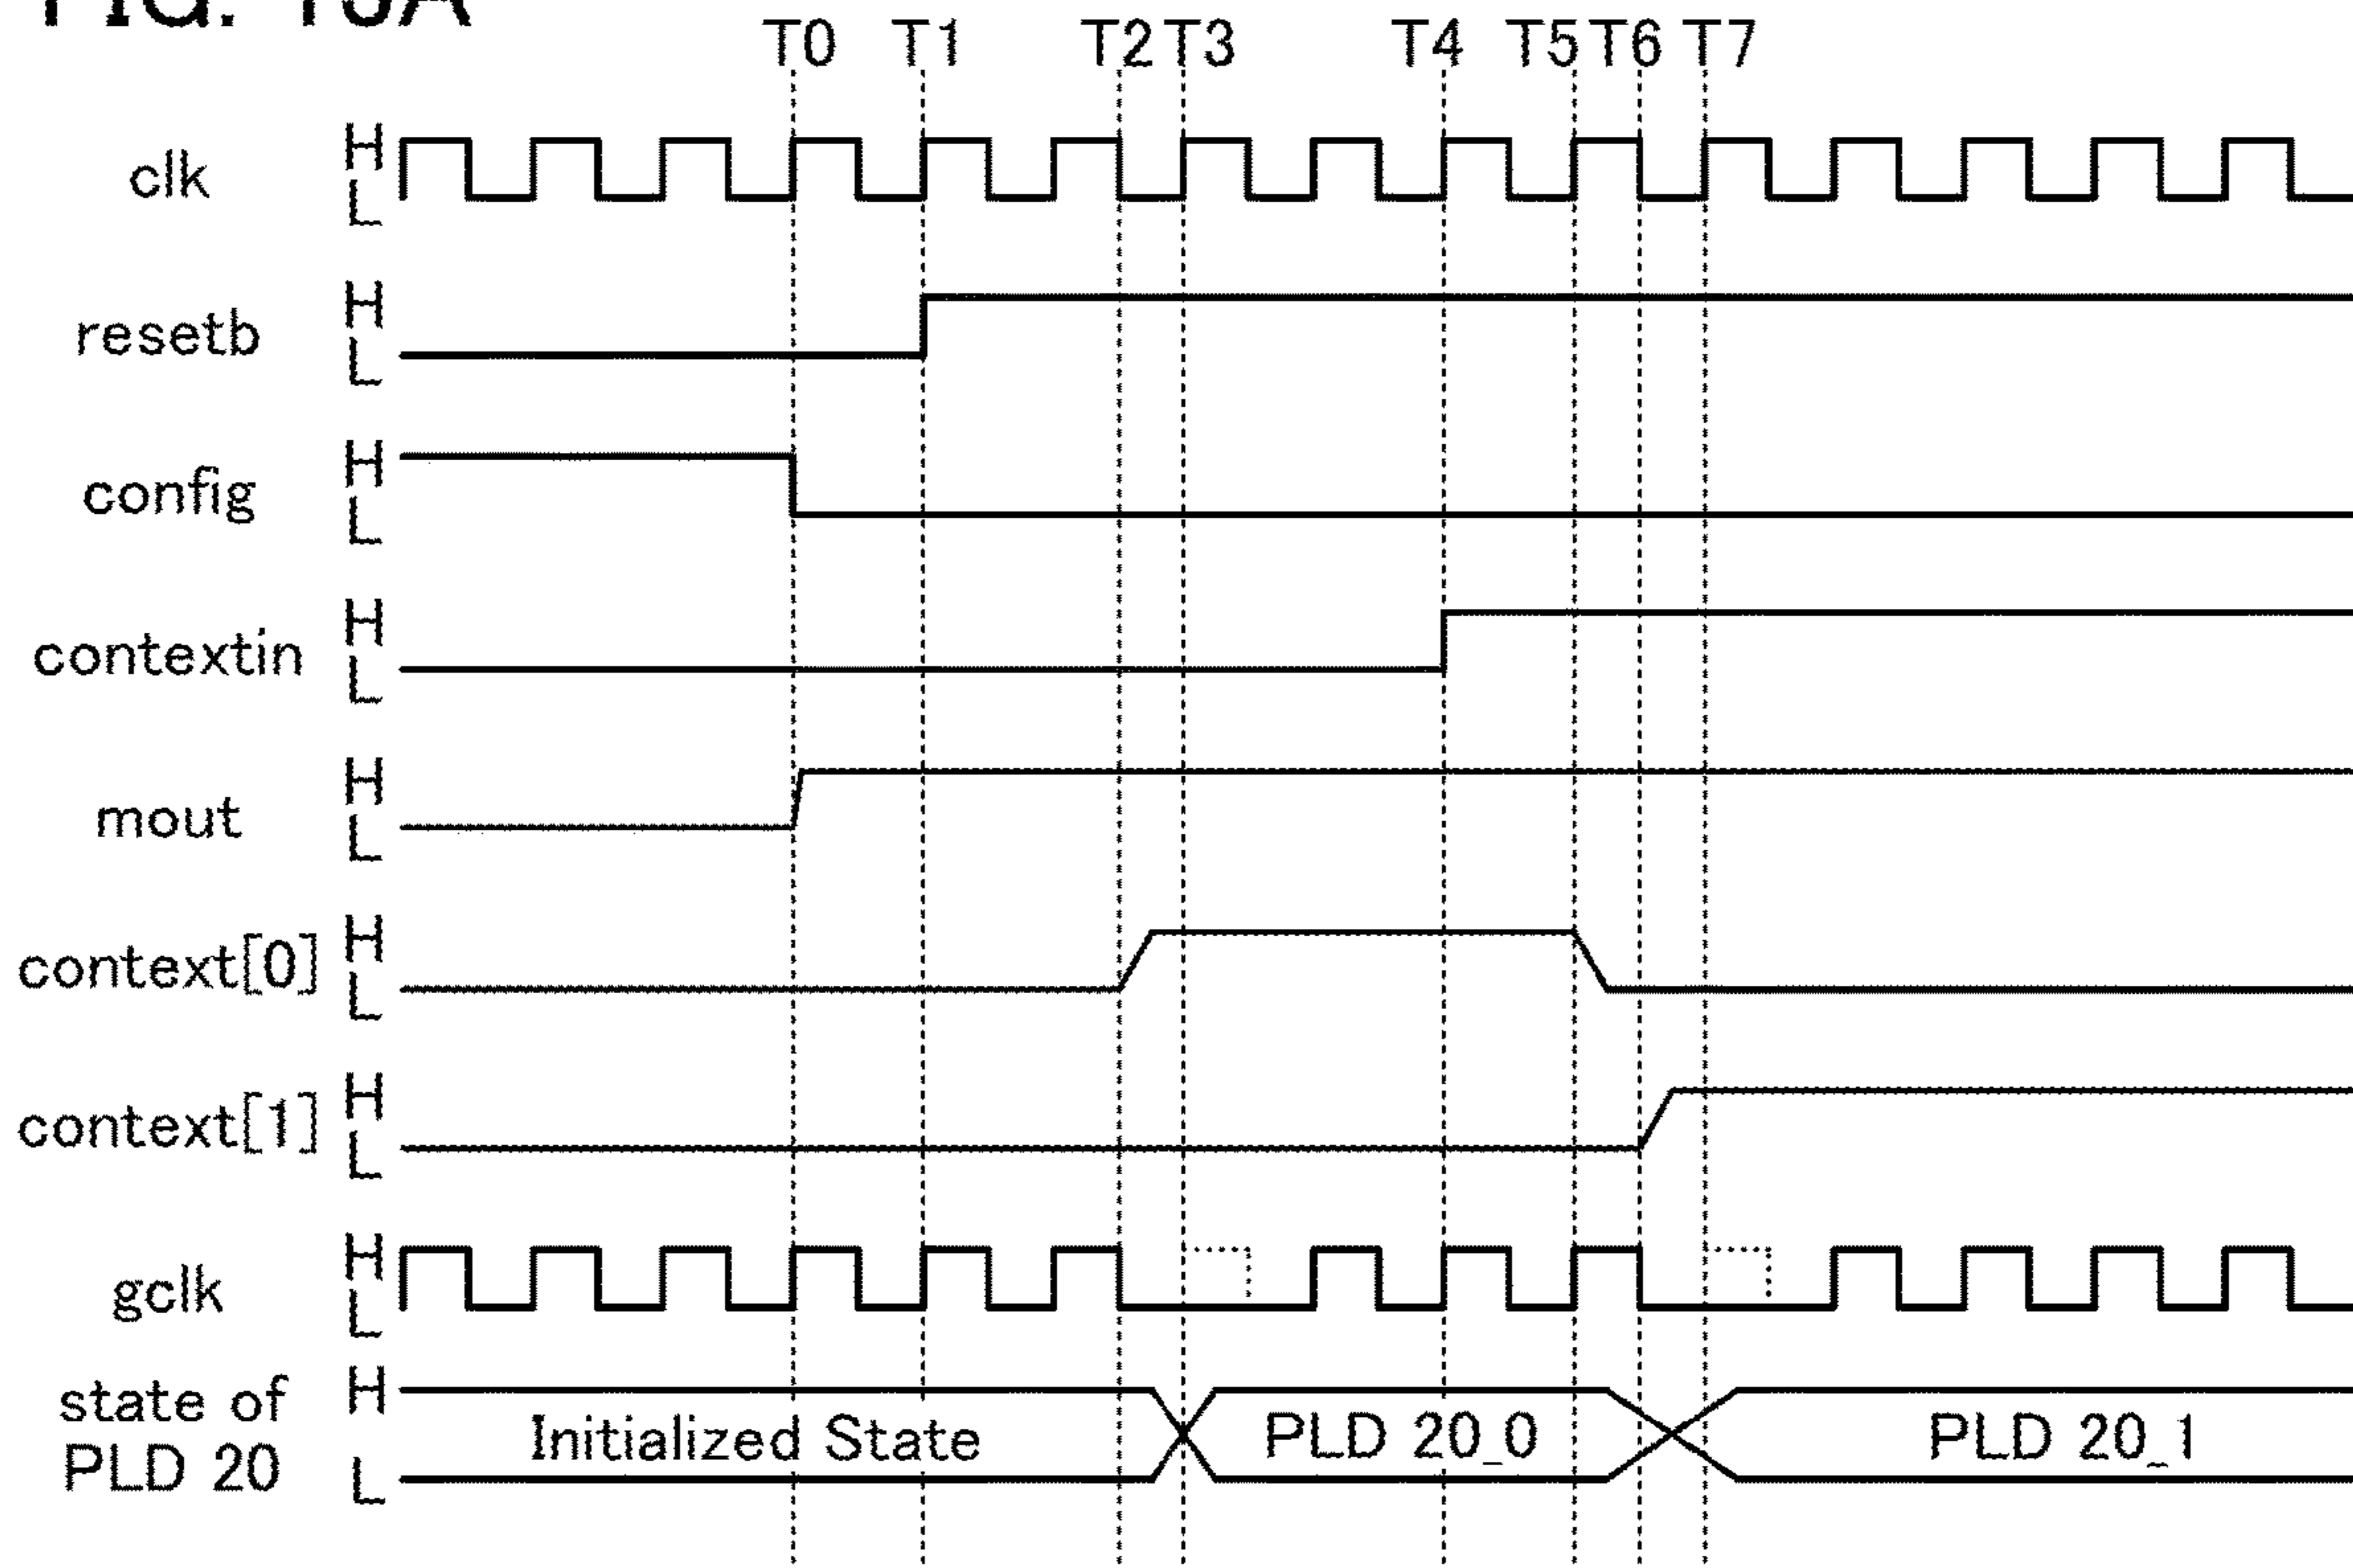 T0 T1 T2 T3 T4 T5 T6 T7
clk H L
resetb H L
config H L
contextin H L
mout H L
context[0] H L
context[1] H L
gclk H L
state of PLD 20 H L
Initialized State PLD 20_0 PLD 20_1